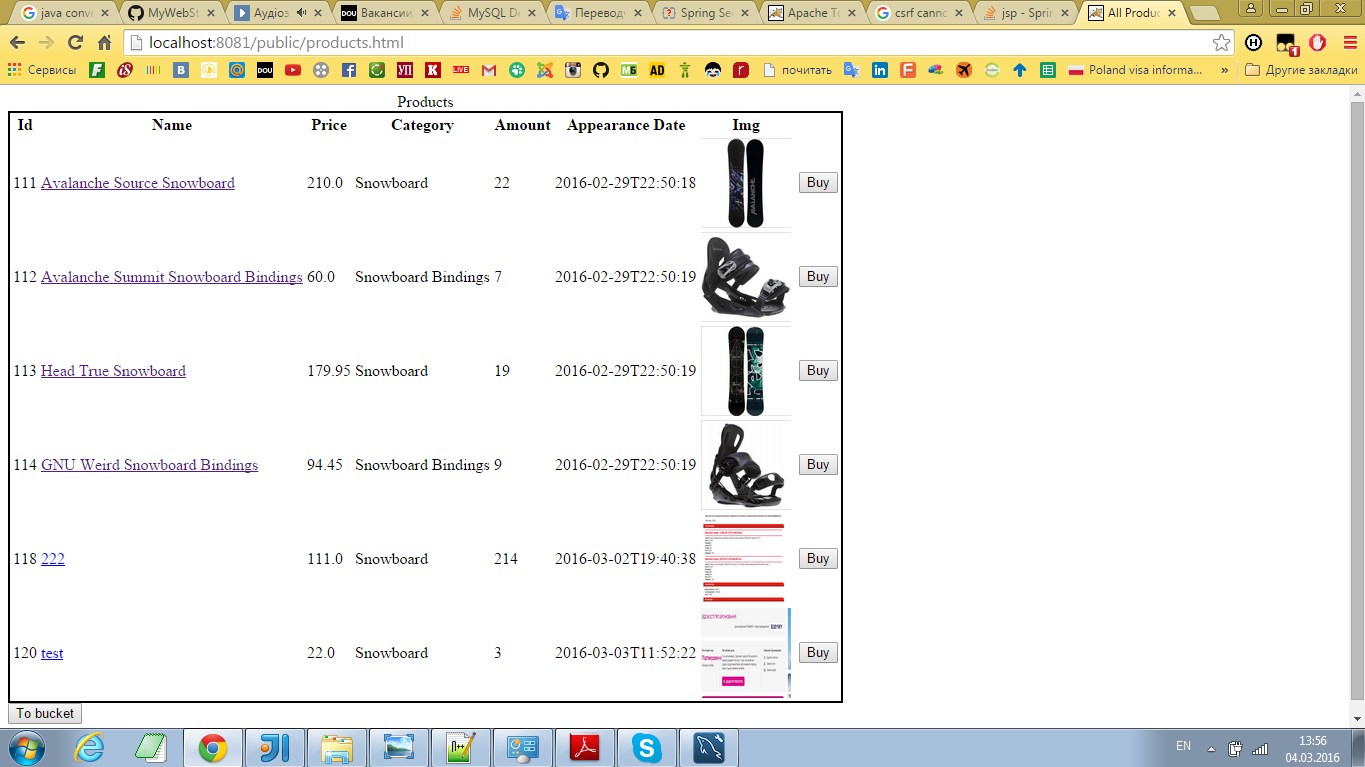 java conve
MyWebSt
Аудіоз
Вакансии
MySQL De
Переводч
Spring Se
Apache To
csrf canno
jsp - Sprin
All Produc
localhost:8081/public/products.html
Сервисы
почитать
Poland visa informa...
»
Другие закладки
Products
Id Name Price Category Amount Appearance Date Img
111 Avalanche Source Snowboard 210.0 Snowboard 22 2016-02-29T22:50:18 Buy
112 Avalanche Summit Snowboard Bindings 60.0 Snowboard Bindings 7 2016-02-29T22:50:19 Buy
113 Head True Snowboard 179.95 Snowboard 19 2016-02-29T22:50:19 Buy
114 GNU Weird Snowboard Bindings 94.45 Snowboard Bindings 9 2016-02-29T22:50:19 Buy
118 222 111.0 Snowboard 214 2016-03-02T19:40:38 Buy
120 test 22.0 Snowboard 3 2016-03-03T11:52:22 Buy
To bucket
EN
13:56
04.03.2016